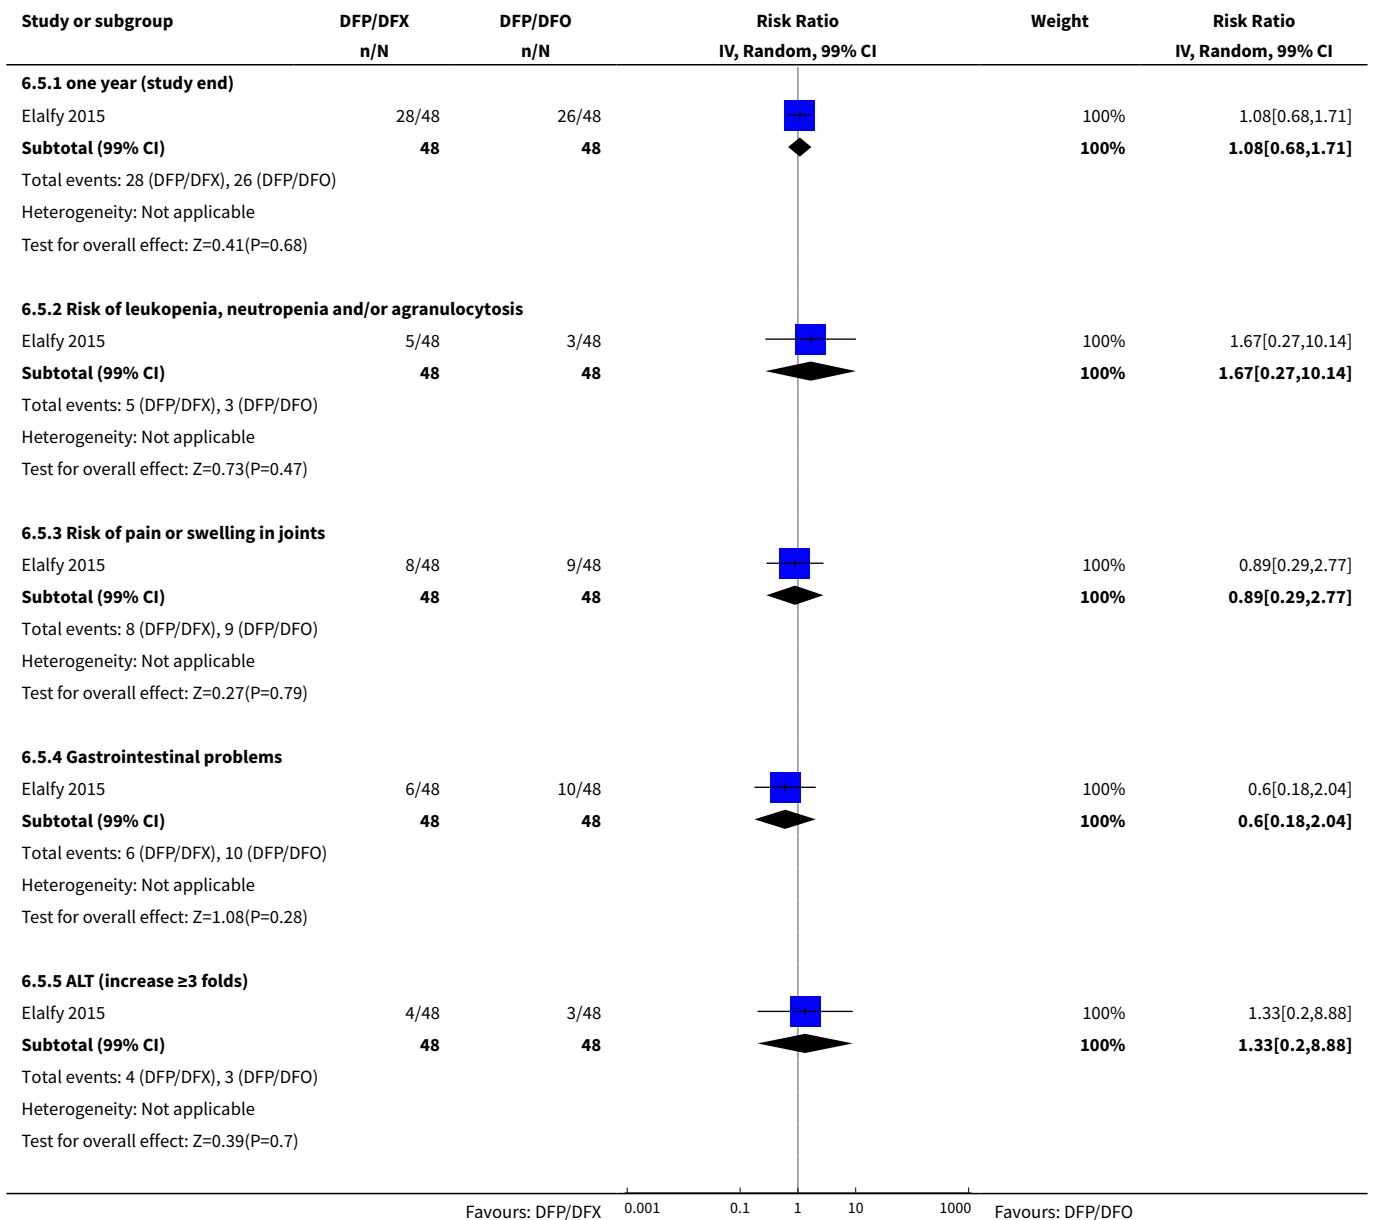 Study or subgroup DFP/DFX DFP/DFO Risk Ratio Weight Risk Ratio
n/N n/N IV, Random, 99% CI IV, Random, 99% CI
6.5.1 one year (study end)
Elalfy 2015 28/48 26/48 100% 1.08[0.68,1.71]
Subtotal (99% CI) 48 48 100% 1.08[0.68,1.71]
Total events: 28 (DFP/DFX), 26 (DFP/DFO)
Heterogeneity: Not applicable
Test for overall effect: Z=0.41(P=0.68)
6.5.2 Risk of leukopenia, neutropenia and/or agranulocytosis
Elalfy 2015 5/48 3/48 100% 1.67[0.27,10.14]
Subtotal (99% CI) 48 48 100% 1.67[0.27,10.14]
Total events: 5 (DFP/DFX), 3 (DFP/DFO)
Heterogeneity: Not applicable
Test for overall effect: Z=0.73(P=0.47)
6.5.3 Risk of pain or swelling in joints
Elalfy 2015 8/48 9/48 100% 0.89[0.29,2.77]
Subtotal (99% CI) 48 48 100% 0.89[0.29,2.77]
Total events: 8 (DFP/DFX), 9 (DFP/DFO)
Heterogeneity: Not applicable
Test for overall effect: Z=0.27(P=0.79)
6.5.4 Gastrointestinal problems
Elalfy 2015 6/48 10/48 100% 0.6[0.18,2.04]
Subtotal (99% CI) 48 48 100% 0.6[0.18,2.04]
Total events: 6 (DFP/DFX), 10 (DFP/DFO)
Heterogeneity: Not applicable
Test for overall effect: Z=1.08(P=0.28)
6.5.5 ALT (increase ≥3 folds)
Elalfy 2015 4/48 3/48 100% 1.33[0.2,8.88]
Subtotal (99% CI) 48 48 100% 1.33[0.2,8.88]
Total events: 4 (DFP/DFX), 3 (DFP/DFO)
Heterogeneity: Not applicable
Test for overall effect: Z=0.39(P=0.7)
Favours: DFP/DFX 0.001 0.1 1 10 1000 Favours: DFP/DFO